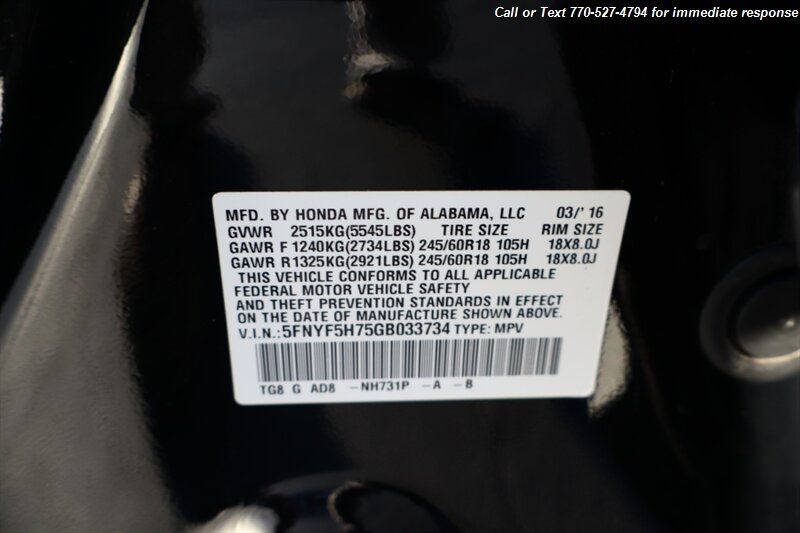 Call or Text 770-527-4794 for immediate response
MFD. BY HONDA MFG. OF ALABAMA, LLC 03/' 16
GVWR 2515KG(5545LBS) TIRE SIZE RIM SIZE
GAWR F 1240KG(2734LBS) 245/60R18 105H 18X8.0J
GAWR R1325KG(2921LBS) 245/60R18 105H 18X8.0J
THIS VEHICLE CONFORMS TO ALL APPLICABLE
FEDERAL MOTOR VEHICLE SAFETY
AND THEFT PREVENTION STANDARDS IN EFFECT
ON THE DATE OF MANUFACTURE SHOWN ABOVE.
V.I.N.:5FNYF5H75GB033734 TYPE: MPV
TG8 G AD8 -NH731P -A -B